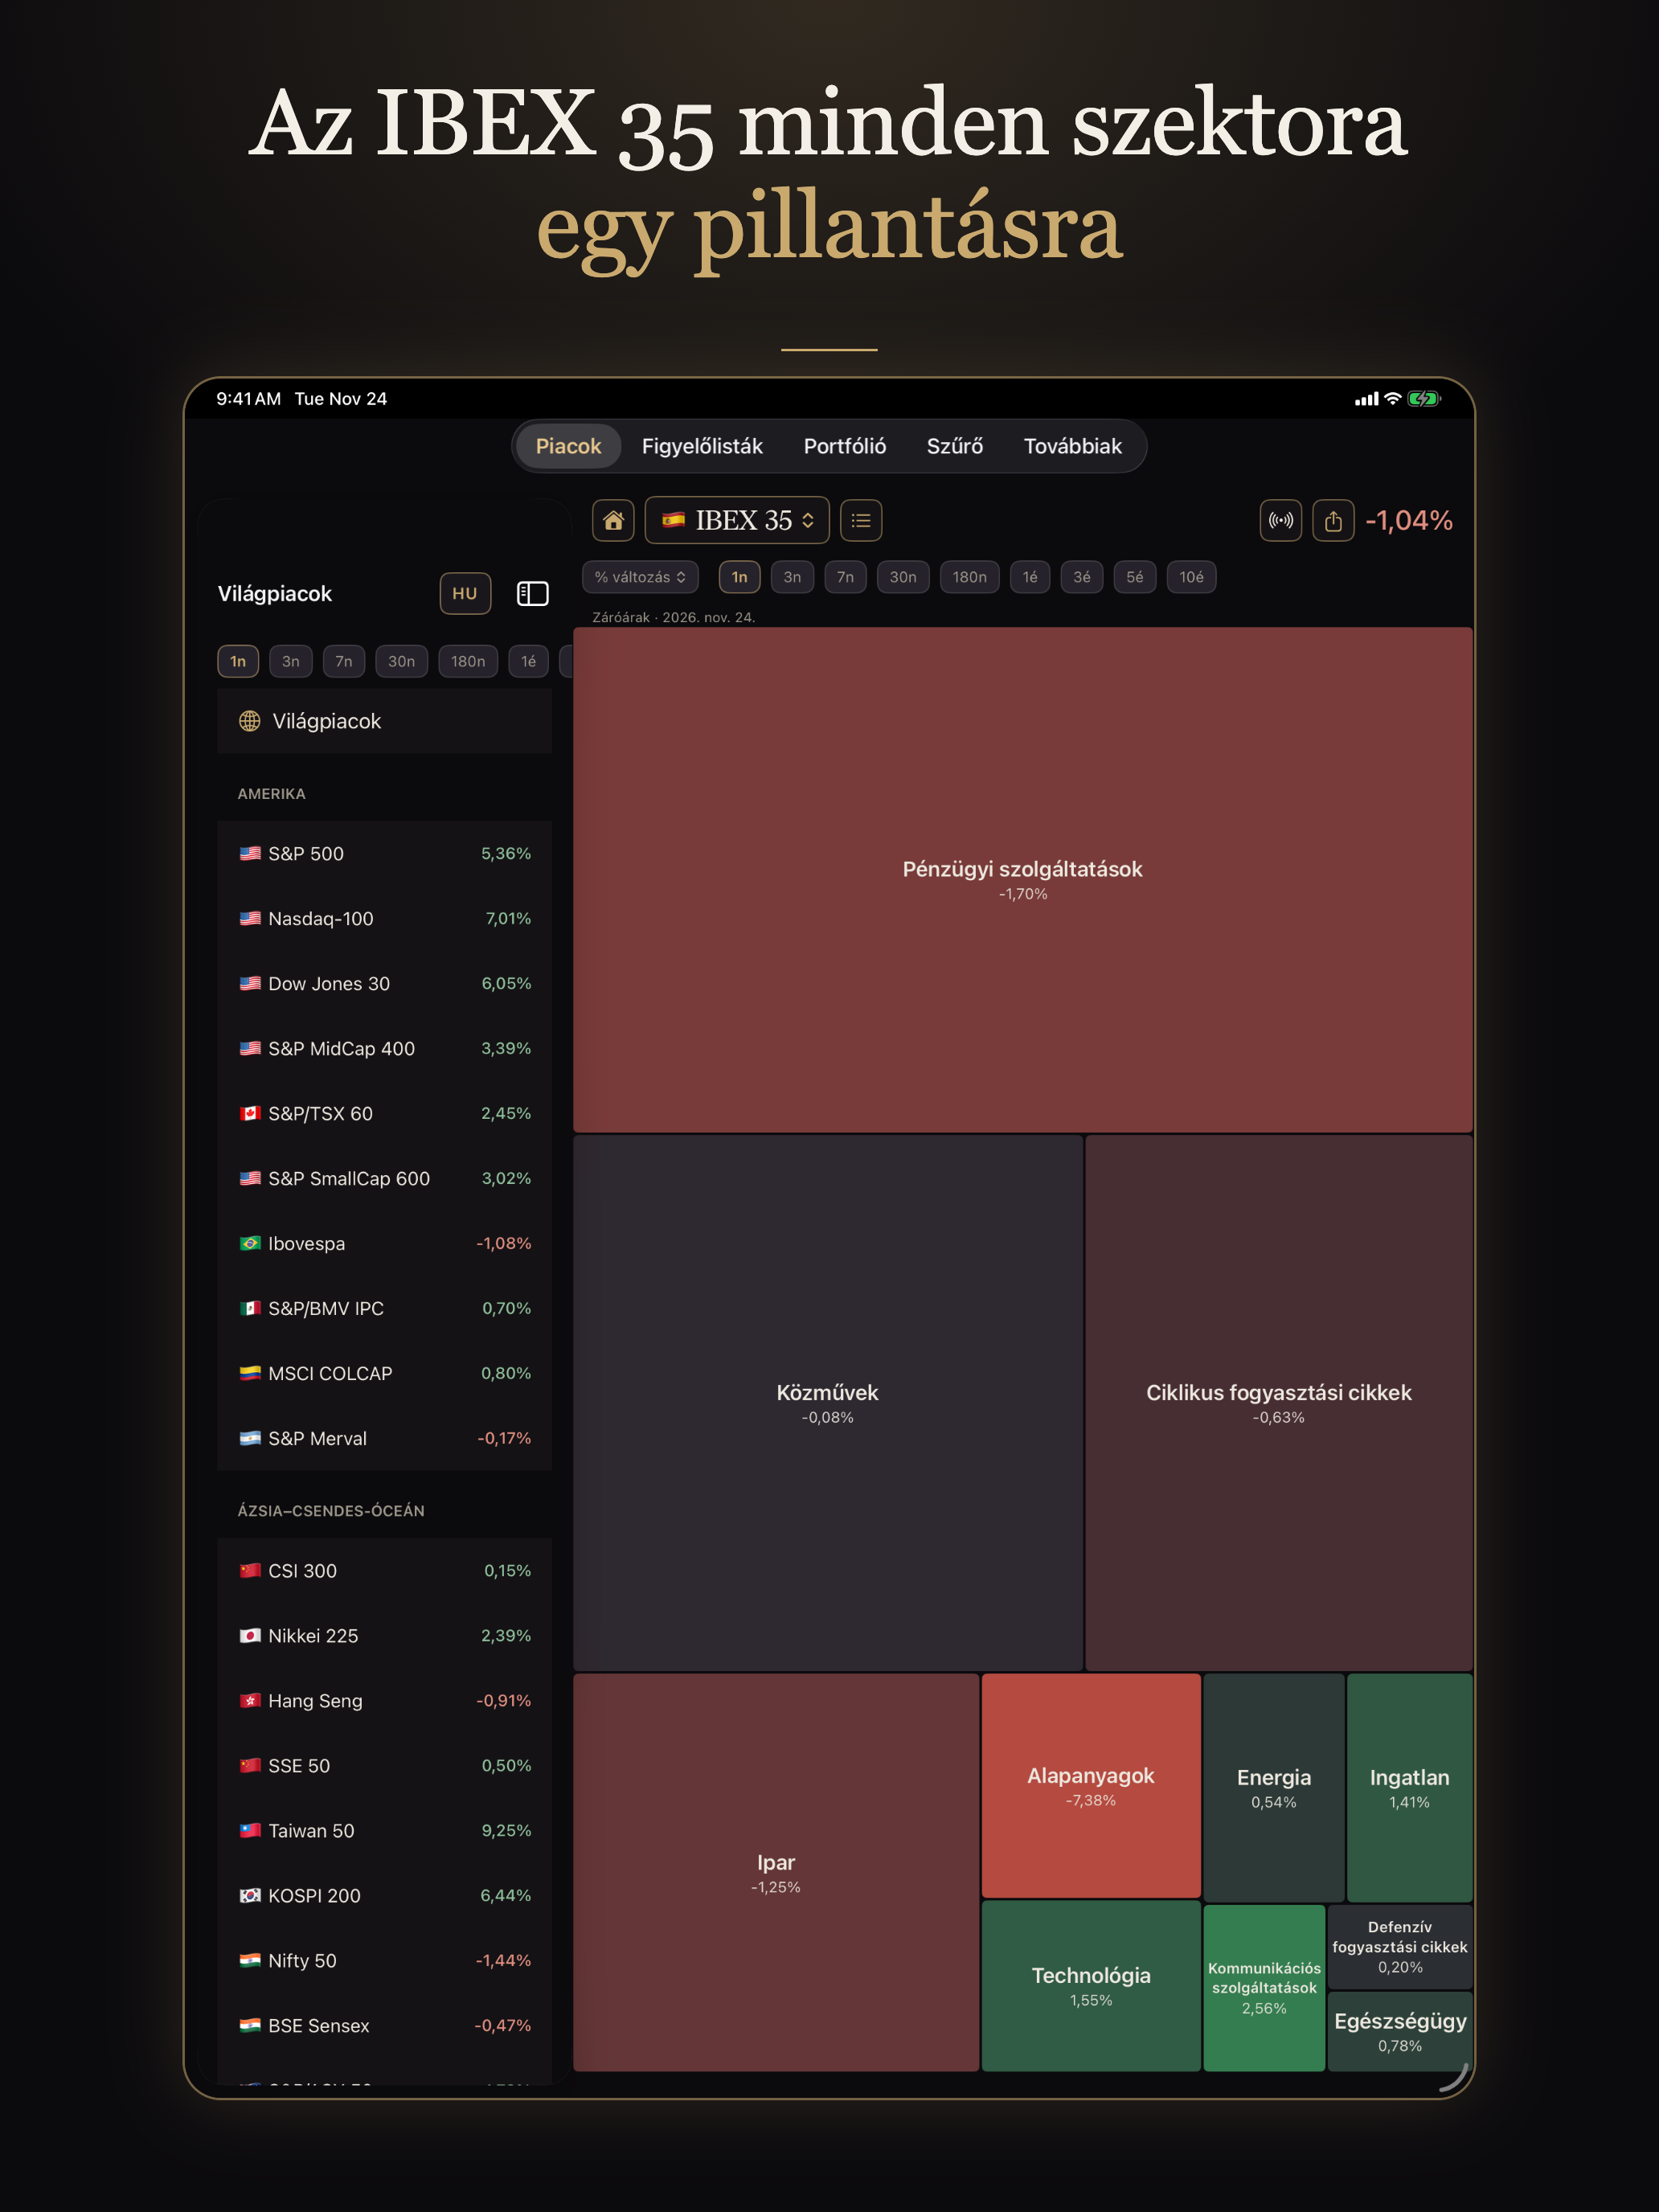 Az IBEX 35 minden szektora
egy pillantásra
9:41 AM Tue Nov 24
Piacok Figyelőlisták Portfólió Szűrő Továbbiak
IBEX 35 -1,04%
% változás 1n 3n 7n 30n 180n 1é 3é 5é 10é
Záróárak · 2026. nov. 24.
Világpiacok HU
1n 3n 7n 30n 180n 1é
Világpiacok
AMERIKA
S&P 500 5,36%
Nasdaq-100 7,01%
Dow Jones 30 6,05%
S&P MidCap 400 3,39%
S&P/TSX 60 2,45%
S&P SmallCap 600 3,02%
Ibovespa -1,08%
S&P/BMV IPC 0,70%
MSCI COLCAP 0,80%
S&P Merval -0,17%
ÁZSIA–CSENDES-ÓCEÁN
CSI 300 0,15%
Nikkei 225 2,39%
Hang Seng -0,91%
SSE 50 0,50%
Taiwan 50 9,25%
KOSPI 200 6,44%
Nifty 50 -1,44%
BSE Sensex -0,47%
Pénzügyi szolgáltatások
-1,70%
Közművek
-0,08%
Ciklikus fogyasztási cikkek
-0,63%
Ipar
-1,25%
Alapanyagok
-7,38%
Energia
0,54%
Ingatlan
1,41%
Technológia
1,55%
Kommunikációs
szolgáltatások
2,56%
Defenzív
fogyasztási cikkek
0,20%
Egészségügy
0,78%